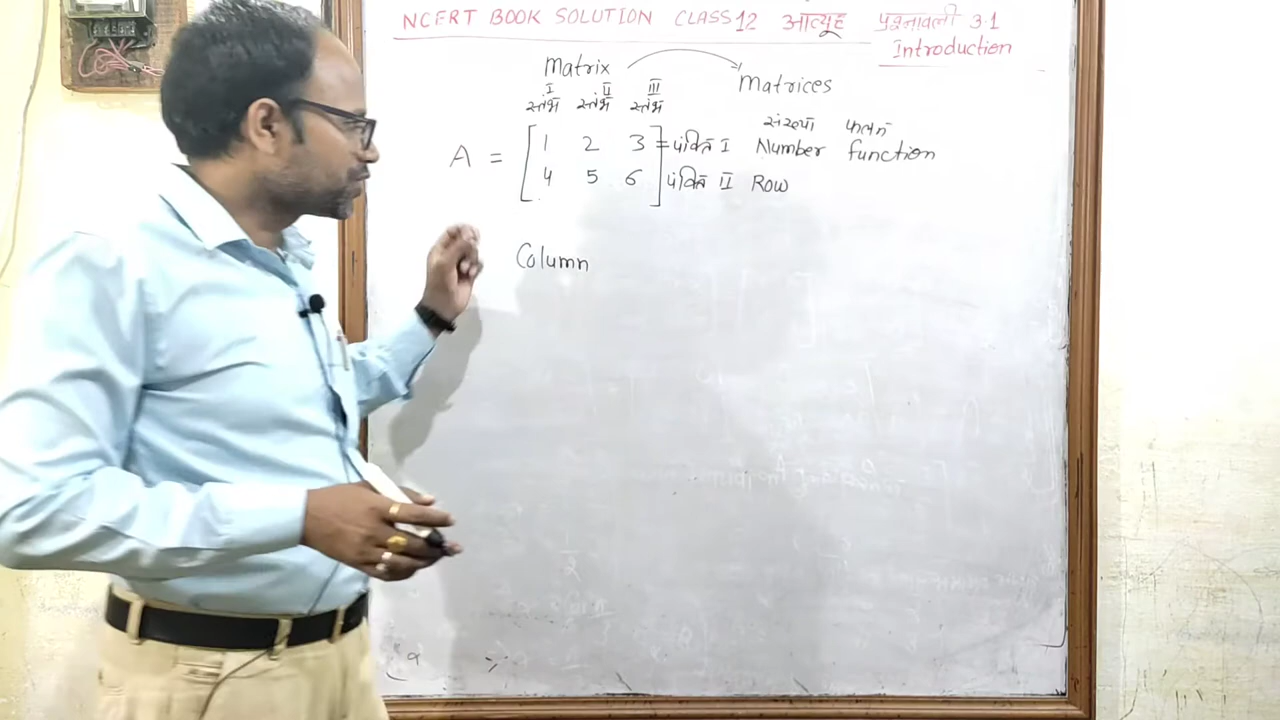 NCERT BOOK SOLUTION CLASS 12 आव्यूह प्रश्नावली 3.1
Introduction
Matrix
Matrices
I II III
स्तंभ स्तंभ स्तंभ
संख्या फलन
A = [ 1 2 3 ] पंक्ति I Number function
4 5 6 पंक्ति II Row
Column